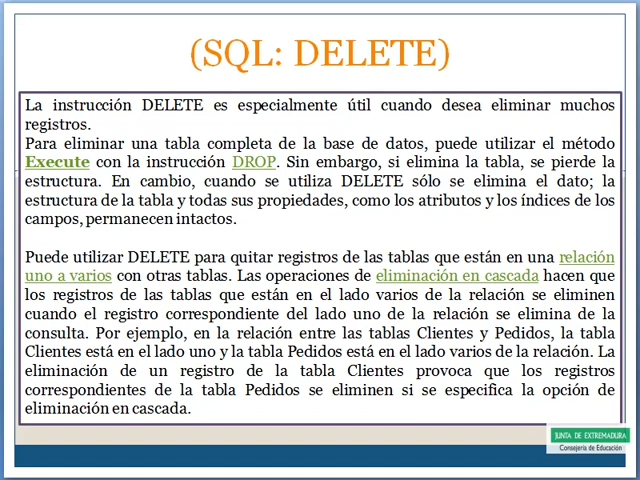 (SQL: DELETE)
La instrucción DELETE es especialmente útil cuando desea eliminar muchos
registros.
Para eliminar una tabla completa de la base de datos, puede utilizar el método
Execute con la instrucción DROP. Sin embargo, si elimina la tabla, se pierde la
estructura. En cambio, cuando se utiliza DELETE sólo se elimina el dato; la
estructura de la tabla y todas sus propiedades, como los atributos y los índices de los
campos, permanecen intactos.
Puede utilizar DELETE para quitar registros de las tablas que están en una relación
uno a varios con otras tablas. Las operaciones de eliminación en cascada hacen que
los registros de las tablas que están en el lado varios de la relación se eliminen
cuando el registro correspondiente del lado uno de la relación se elimina de la
consulta. Por ejemplo, en la relación entre las tablas Clientes y Pedidos, la tabla
Clientes está en el lado uno y la tabla Pedidos está en el lado varios de la relación. La
eliminación de un registro de la tabla Clientes provoca que los registros
correspondientes de la tabla Pedidos se eliminen si se especifica la opción de
eliminación en cascada.
JUNTA DE EXTREMADURA
Consejería de Educación